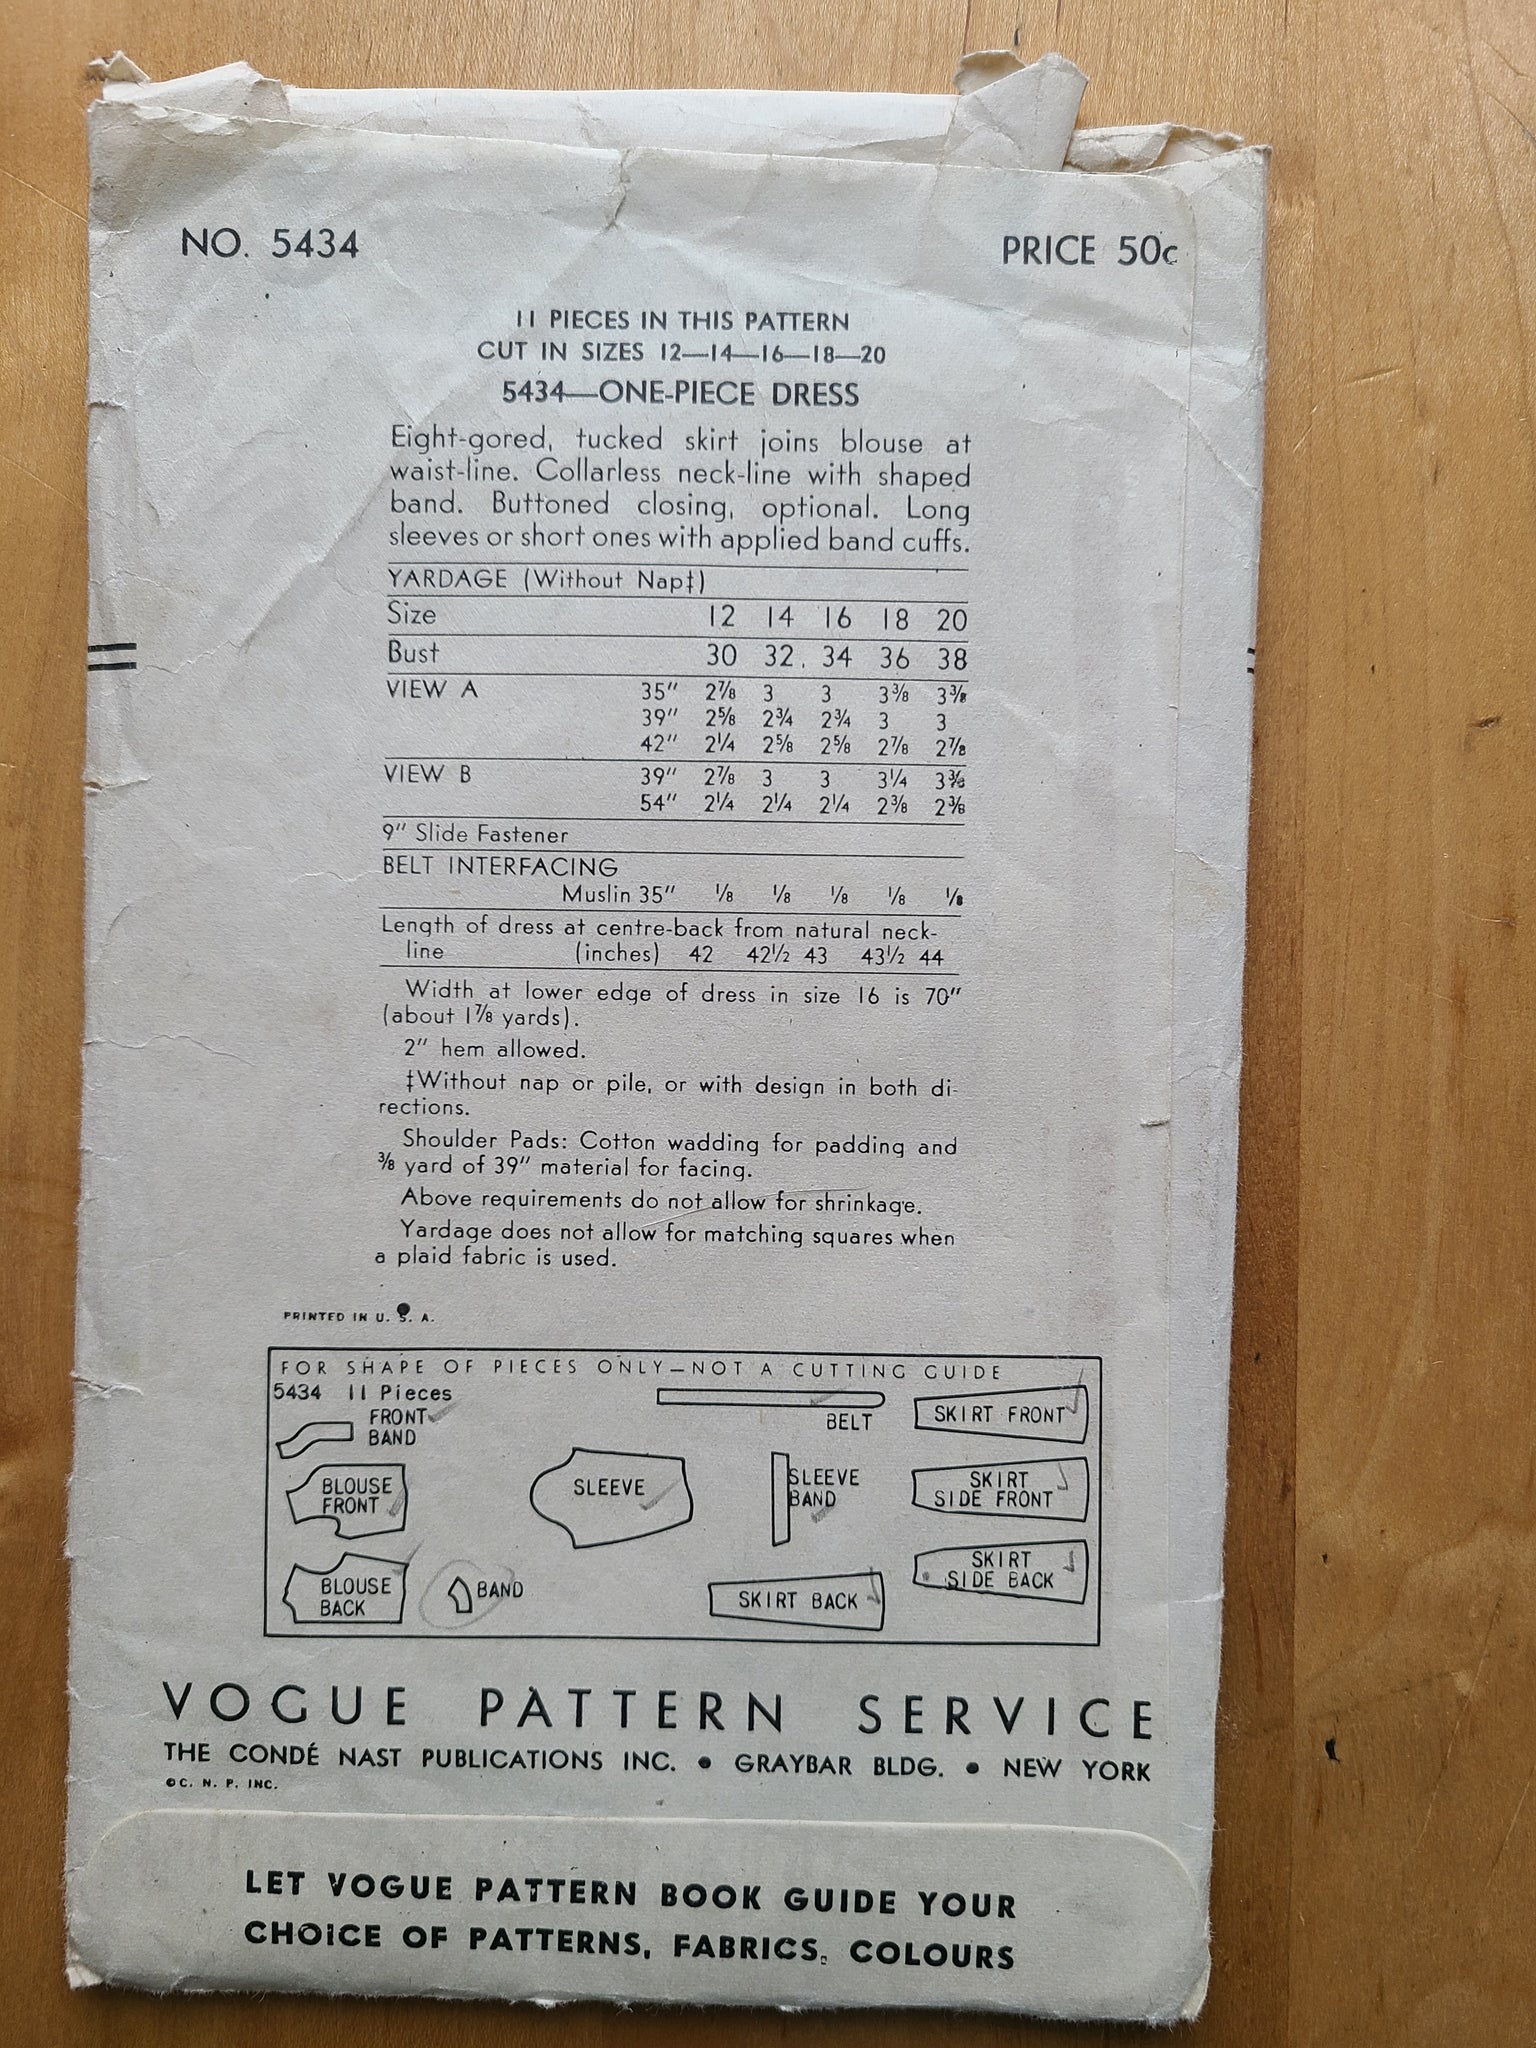 NO. 5434 PRICE 50c
11 PIECES IN THIS PATTERN
CUT IN SIZES 12—14—16—18—20
5434—ONE-PIECE DRESS
Eight-gored, tucked skirt joins blouse at
waist-line. Collarless neck-line with shaped
band. Buttoned closing, optional. Long
sleeves or short ones with applied band cuffs.
YARDAGE (Without Nap‡)
Size 12 14 16 18 20
Bust 30 32 34 36 38
VIEW A 35" 2⅞ 3 3 3⅜ 3⅜
39" 2⅝ 2¾ 2¾ 3 3
42" 2¼ 2⅝ 2⅝ 2⅞ 2⅞
VIEW B 39" 2⅞ 3 3 3¼ 3⅜
54" 2¼ 2¼ 2¼ 2⅜ 2⅜
9" Slide Fastener
BELT INTERFACING
Muslin 35" ⅛ ⅛ ⅛ ⅛ ⅛
Length of dress at centre-back from natural neck-
line (inches) 42 42½ 43 43½ 44
Width at lower edge of dress in size 16 is 70"
(about 1⅞ yards).
2" hem allowed.
‡Without nap or pile, or with design in both di-
rections.
Shoulder Pads: Cotton wadding for padding and
⅜ yard of 39" material for facing.
Above requirements do not allow for shrinkage.
Yardage does not allow for matching squares when
a plaid fabric is used.
PRINTED IN U. S. A.
FOR SHAPE OF PIECES ONLY—NOT A CUTTING GUIDE
5434 11 Pieces
FRONT
BAND
BELT
SKIRT FRONT
BLOUSE
FRONT
SLEEVE
SLEEVE
BAND
SKIRT
SIDE FRONT
BLOUSE
BACK
BAND
SKIRT BACK
SKIRT
SIDE BACK
VOGUE PATTERN SERVICE
THE CONDÉ NAST PUBLICATIONS INC. • GRAYBAR BLDG. • NEW YORK
©C. N. P. INC.
LET VOGUE PATTERN BOOK GUIDE YOUR
CHOICE OF PATTERNS, FABRICS, COLOURS